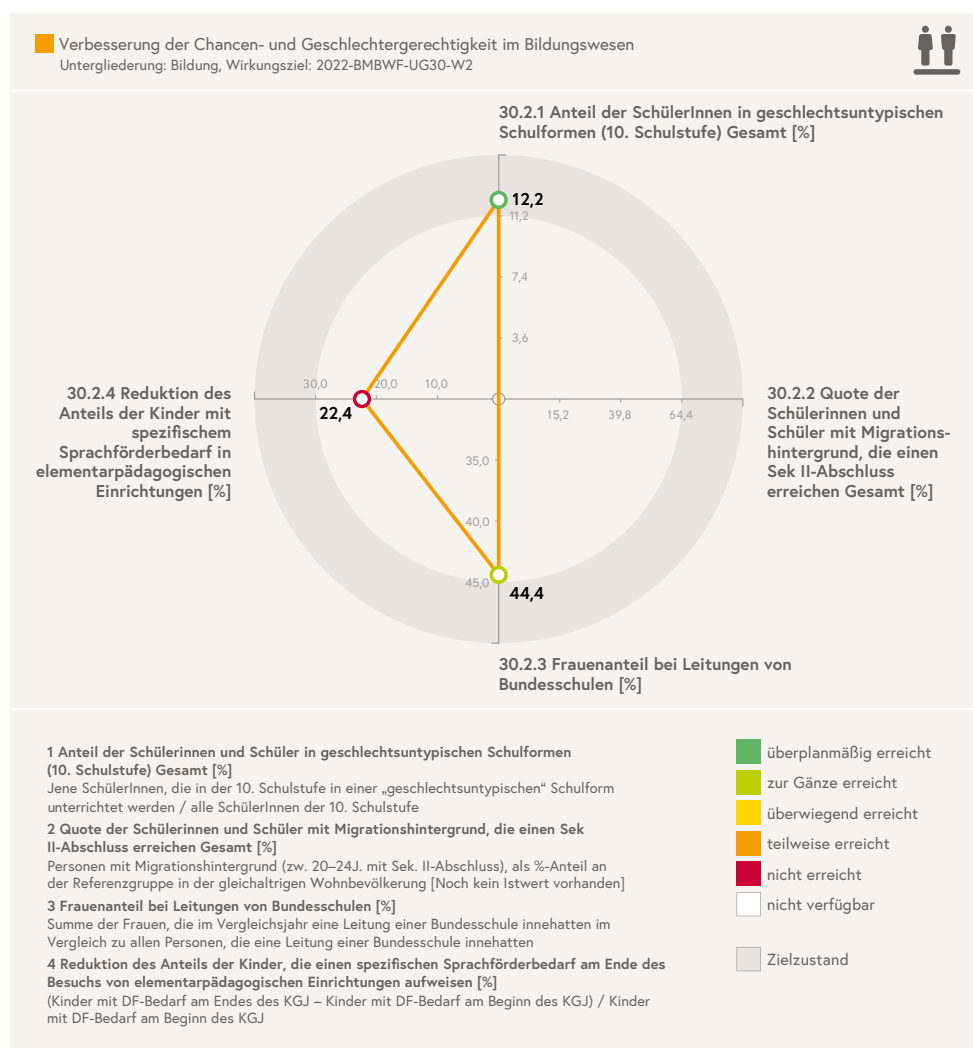 Verbesserung der Chancen- und Geschlechtergerechtigkeit im Bildungswesen
Untergliederung: Bildung, Wirkungsziel: 2022-BMBWF-UG30-W2
30.2.1 Anteil der SchülerInnen in geschlechtsuntypischen
Schulformen (10. Schulstufe) Gesamt [%]
12,2
11,2
7,4
3,6
30.2.4 Reduktion des
Anteils der Kinder mit
spezifischem
Sprachförderbedarf in
elementarpädagogischen
Einrichtungen [%]
30,0
20,0
10,0
22,4
15,2
39,8
64,4
30.2.2 Quote der
Schülerinnen und
Schüler mit Migrations-
hintergrund, die einen
Sek II-Abschluss
erreichen Gesamt [%]
35,0
40,0
45,0
44,4
30.2.3 Frauenanteil bei Leitungen von
Bundesschulen [%]
1 Anteil der Schülerinnen und Schüler in geschlechtsuntypischen Schulformen
(10. Schulstufe) Gesamt [%]
Jene SchülerInnen, die in der 10. Schulstufe in einer „geschlechtsuntypischen“ Schulform
unterrichtet werden / alle SchülerInnen der 10. Schulstufe
2 Quote der Schülerinnen und Schüler mit Migrationshintergrund, die einen Sek
II-Abschluss erreichen Gesamt [%]
Personen mit Migrationshintergrund (zw. 20–24J. mit Sek. II-Abschluss), als %-Anteil an
der Referenzgruppe in der gleichaltrigen Wohnbevölkerung [Noch kein Istwert vorhanden]
3 Frauenanteil bei Leitungen von Bundesschulen [%]
Summe der Frauen, die im Vergleichsjahr eine Leitung einer Bundesschule innehatten im
Vergleich zu allen Personen, die eine Leitung einer Bundesschule innehatten
4 Reduktion des Anteils der Kinder, die einen spezifischen Sprachförderbedarf am Ende des
Besuchs von elementarpädagogischen Einrichtungen aufweisen [%]
(Kinder mit DF-Bedarf am Endes des KGJ – Kinder mit DF-Bedarf am Beginn des KGJ) / Kinder
mit DF-Bedarf am Beginn des KGJ
überplanmäßig erreicht
zur Gänze erreicht
überwiegend erreicht
teilweise erreicht
nicht erreicht
nicht verfügbar
Zielzustand